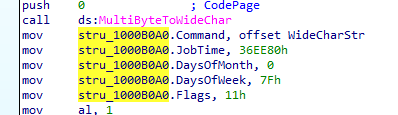 push    0               ; CodePage
call    ds:MultiByteToWideChar
mov     stru_1000B0A0.Command, offset WideCharStr
mov     stru_1000B0A0.JobTime, 36EE80h
mov     stru_1000B0A0.DaysOfMonth, 0
mov     stru_1000B0A0.DaysOfWeek, 7Fh
mov     stru_1000B0A0.Flags, 11h
mov     al, 1